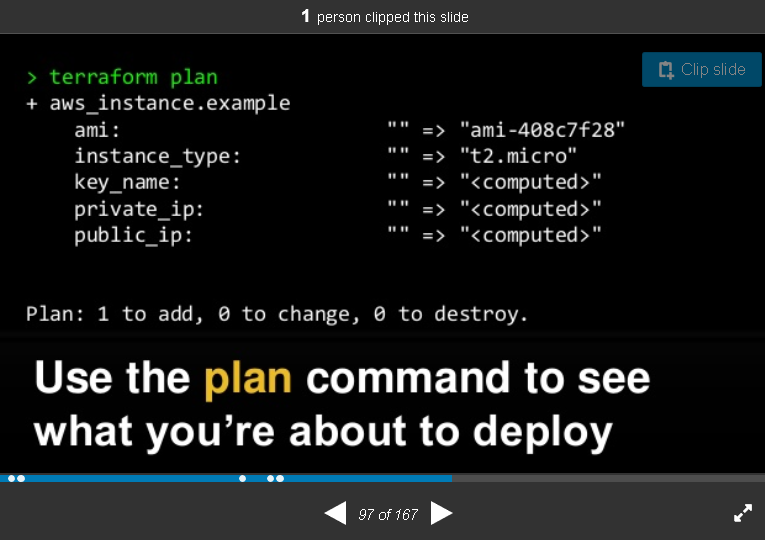 1 person clipped this slide
Clip slide
> terraform plan
+ aws_instance.example
ami: "" => "ami-408c7f28"
instance_type: "" => "t2.micro"
key_name: "" => "<computed>"
private_ip: "" => "<computed>"
public_ip: "" => "<computed>"
Plan: 1 to add, 0 to change, 0 to destroy.
Use the plan command to see
what you’re about to deploy
97 of 167